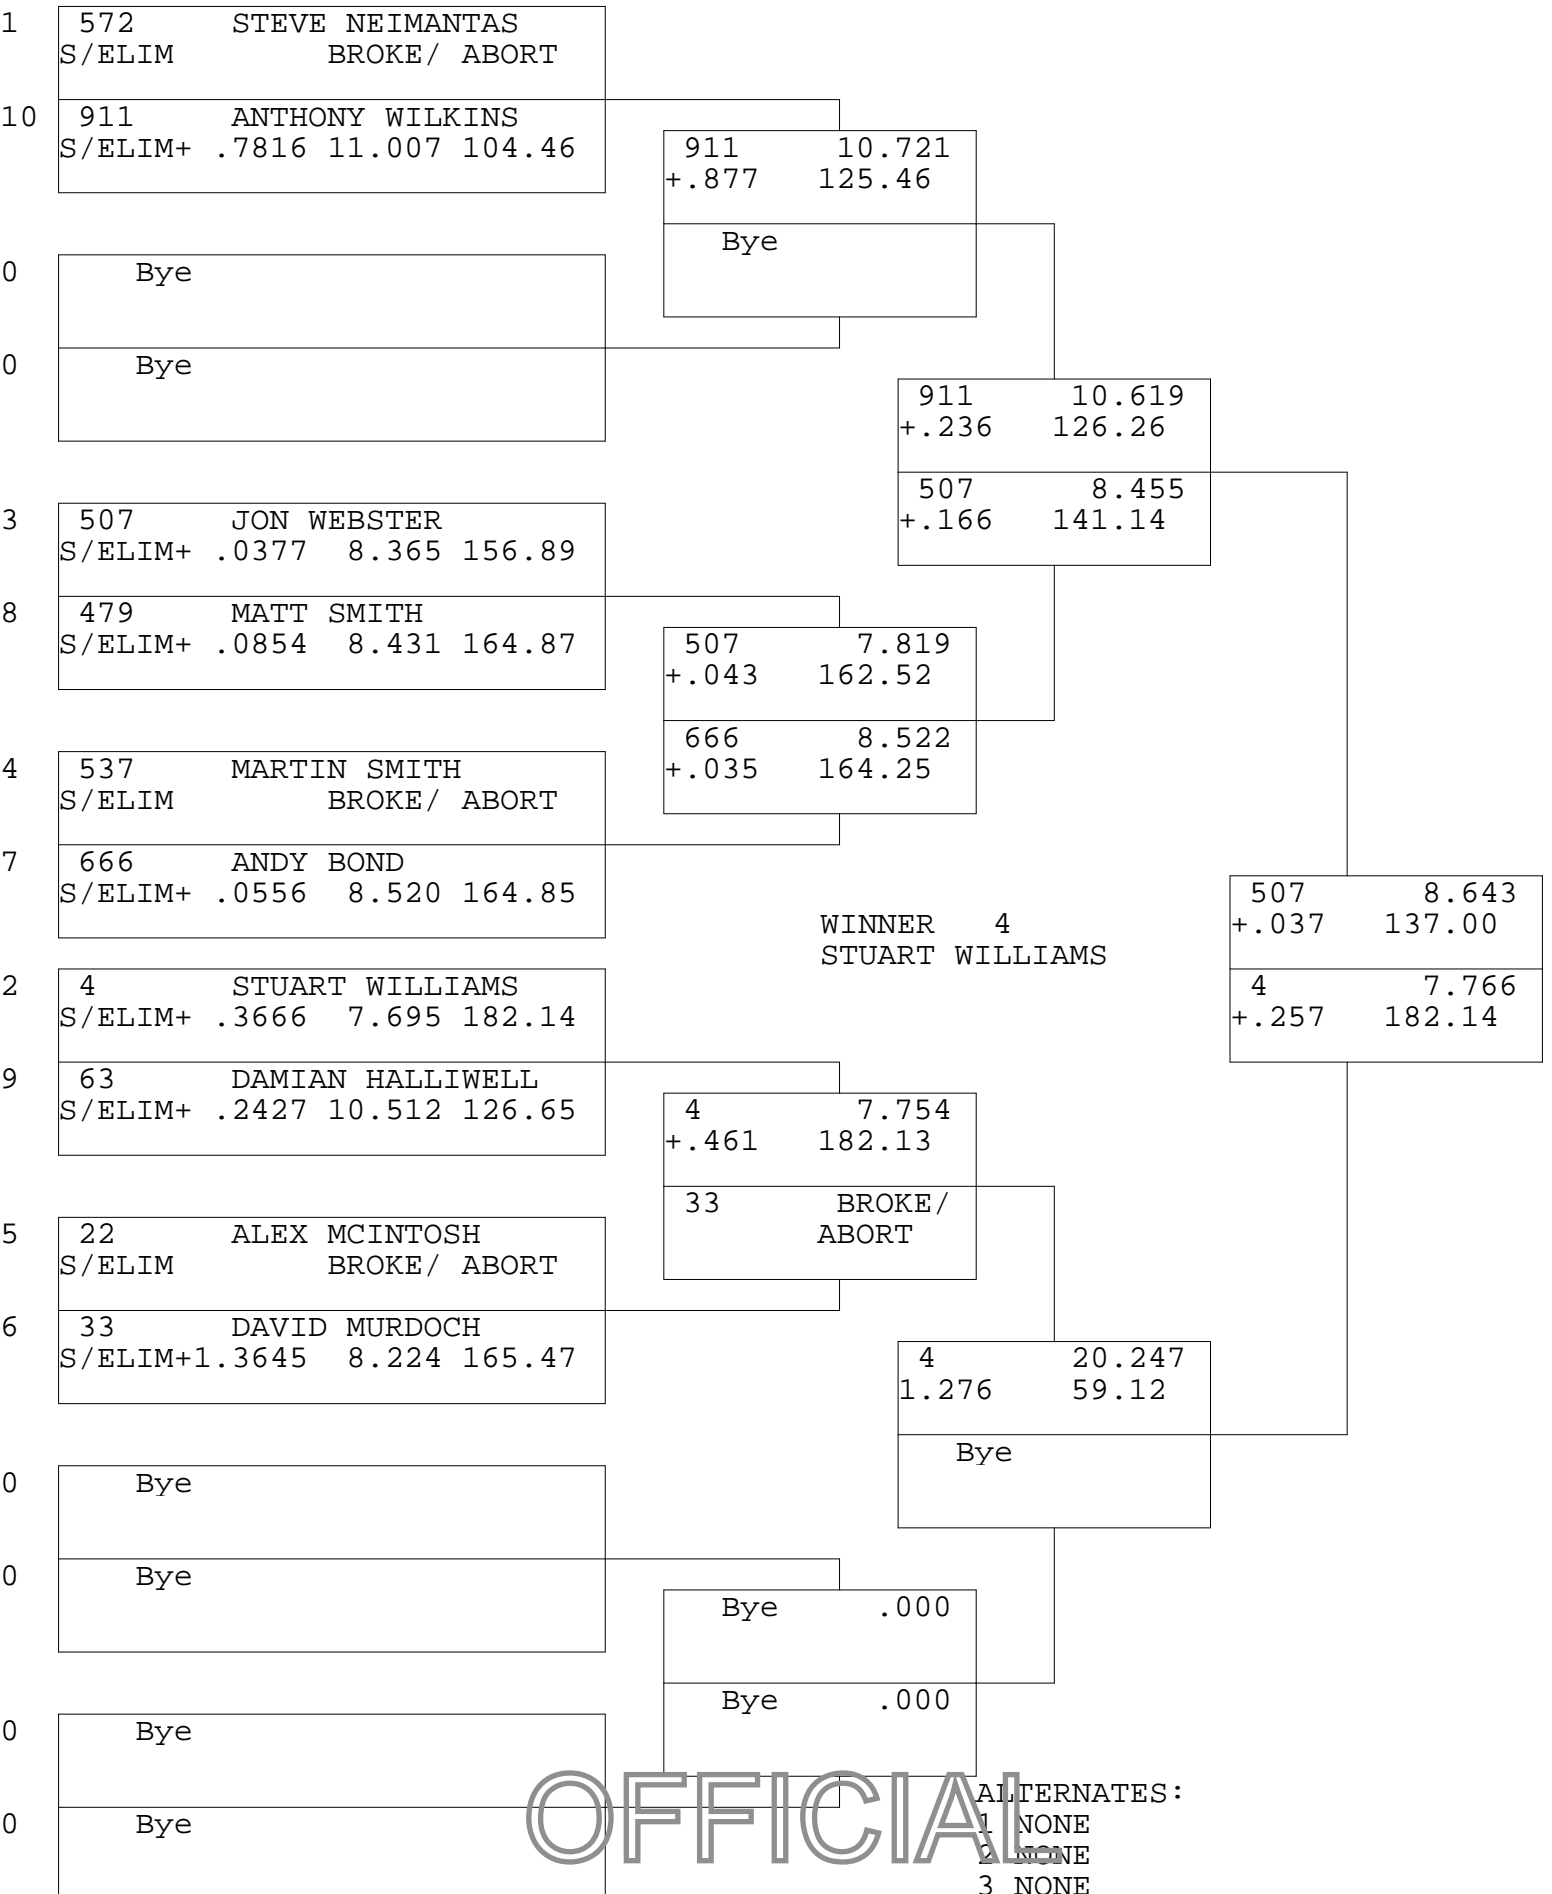 1 572 STEVE NEIMANTAS
S/ELIM BROKE/ ABORT
10 911 ANTHONY WILKINS
S/ELIM+ .7816 11.007 104.46
911 10.721
+.877 125.46
Bye
0 Bye
0 Bye
911 10.619
+.236 126.26
507 8.455
+.166 141.14
3 507 JON WEBSTER
S/ELIM+ .0377 8.365 156.89
8 479 MATT SMITH
S/ELIM+ .0854 8.431 164.87
507 7.819
+.043 162.52
666 8.522
+.035 164.25
4 537 MARTIN SMITH
S/ELIM BROKE/ ABORT
7 666 ANDY BOND
S/ELIM+ .0556 8.520 164.85
WINNER 4
STUART WILLIAMS
507 8.643
+.037 137.00
4 7.766
+.257 182.14
2 4 STUART WILLIAMS
S/ELIM+ .3666 7.695 182.14
9 63 DAMIAN HALLIWELL
S/ELIM+ .2427 10.512 126.65
4 7.754
+.461 182.13
33 BROKE/
ABORT
5 22 ALEX MCINTOSH
S/ELIM BROKE/ ABORT
6 33 DAVID MURDOCH
S/ELIM+1.3645 8.224 165.47
4 20.247
1.276 59.12
Bye
0 Bye
0 Bye
Bye .000
Bye .000
0 Bye
0 Bye
OFFICIAL
ALTERNATES:
1 NONE
2 NONE
3 NONE